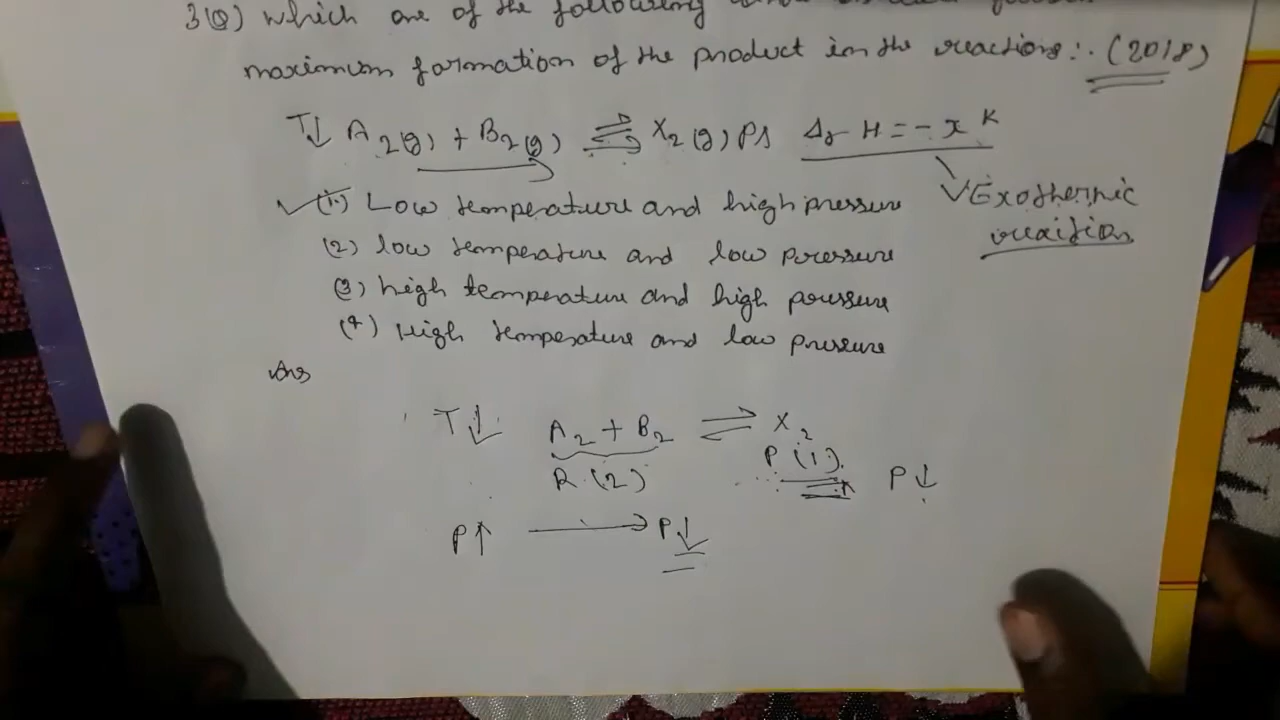 3(Q) which one of the following
maximum formation of the product in the reactions:. (2018)
T↓ A2(g) + B2(g) ⇌ X2(g) Ps Δr H = - x K
(1) Low temperature and high pressure
Exothermic
reaction
(2) low temperature and low pressure
(3) high temperature and high pressure
(4) High temperature and low pressure
Ans
T↓ A2 + B2 ⇌ X2
R.(2) P (1). P↓
P↑ → P↓